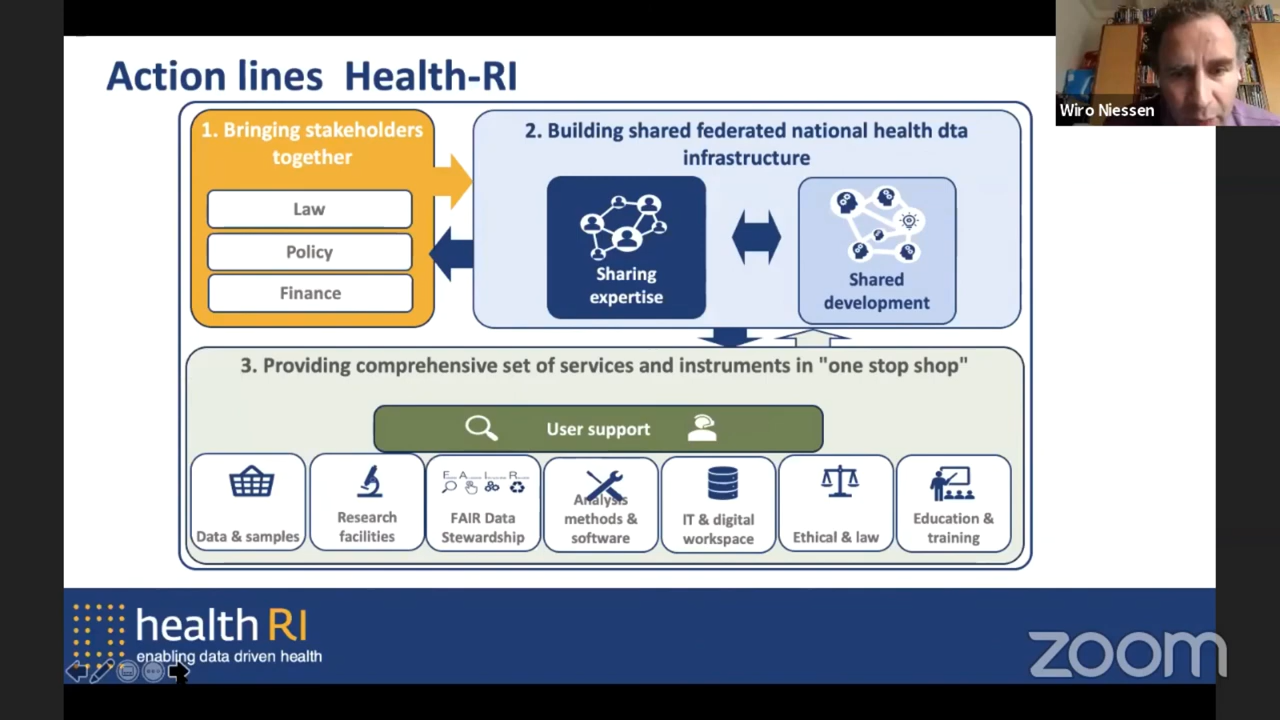 Action lines Health-RI
Wiro Niessen
1. Bringing stakeholders
together
Law
Policy
Finance
2. Building shared federated national health dta
infrastructure
Sharing
expertise
Shared
development
3. Providing comprehensive set of services and instruments in "one stop shop"
User support
Data & samples
Research
facilities
F A I R
FAIR Data
Stewardship
Analysis
methods &
software
IT & digital
workspace
Ethical & law
Education &
training
health RI
enabling data driven health
zoom